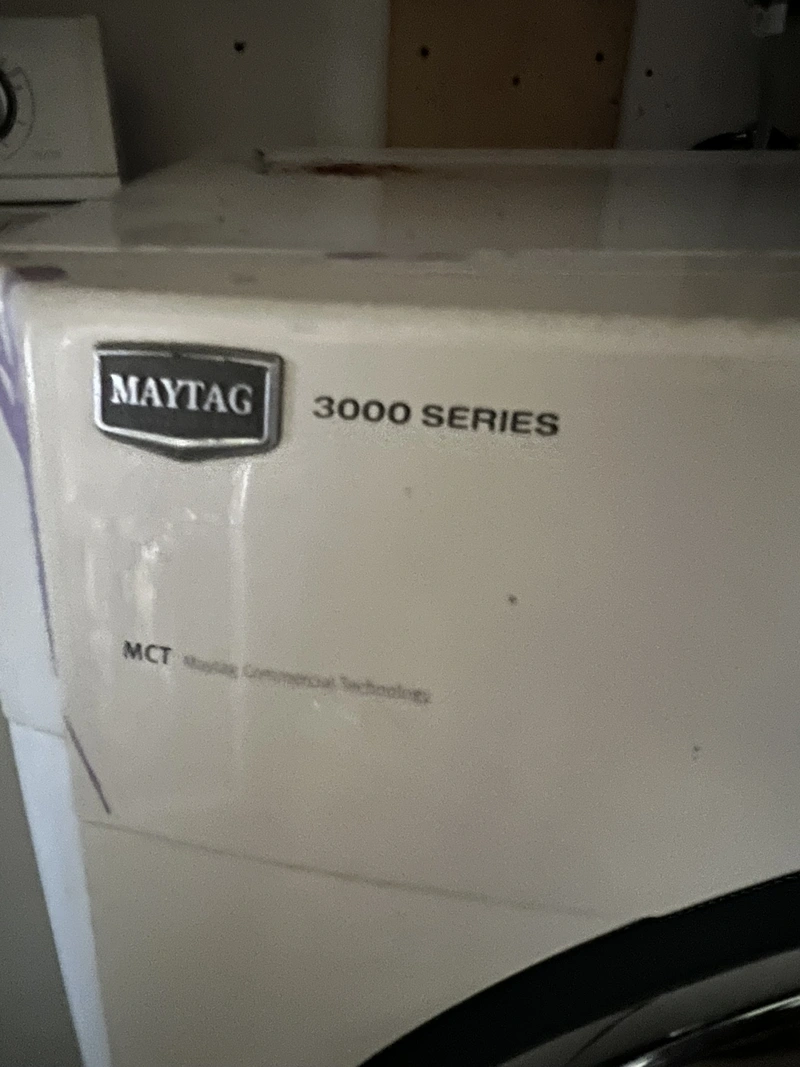 MAYTAG
3000 SERIES
MCT Maytag Commercial Technology